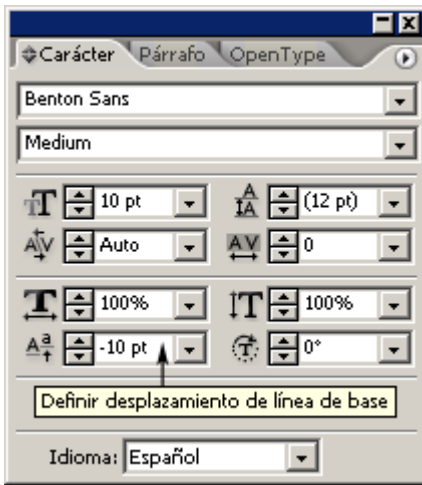 Carácter Párrafo OpenType
Benton Sans
Medium
10 pt (12 pt)
Auto 0
100% 100%
-10 pt 0°
Definir desplazamiento de línea de base
Idioma: Español